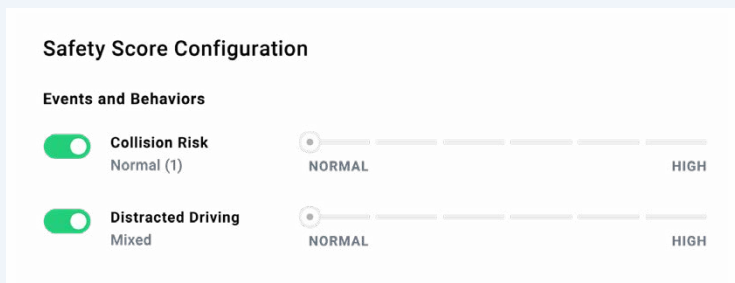 Safety Score Configuration
Events and Behaviors
Collision Risk
Normal (1)
NORMAL HIGH
Distracted Driving
Mixed
NORMAL HIGH